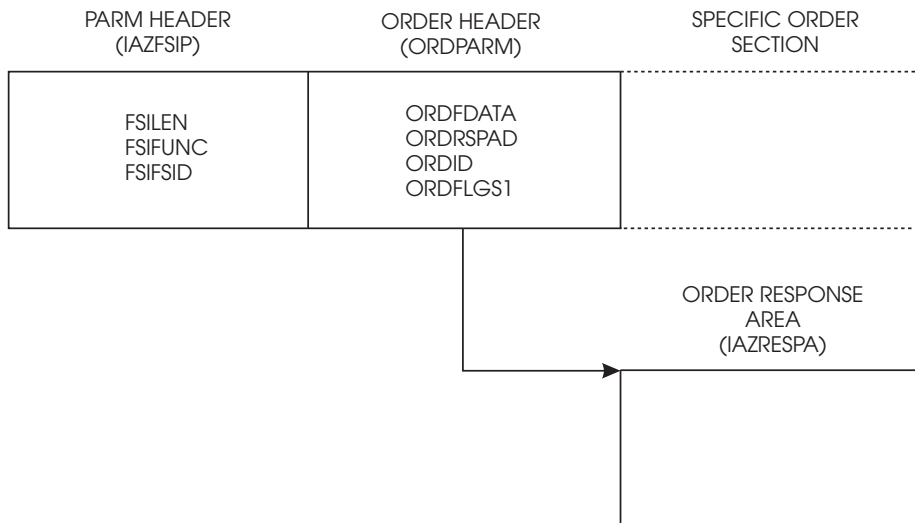 PARM HEADER
(IAZFSIP)
ORDER HEADER
(ORDPARM)
SPECIFIC ORDER
SECTION
FSILEN
FSIFUNC
FSIFSID
ORDFDATA
ORDRSPAD
ORDID
ORDFLGS1
ORDER RESPONSE
AREA
(IAZRESPA)